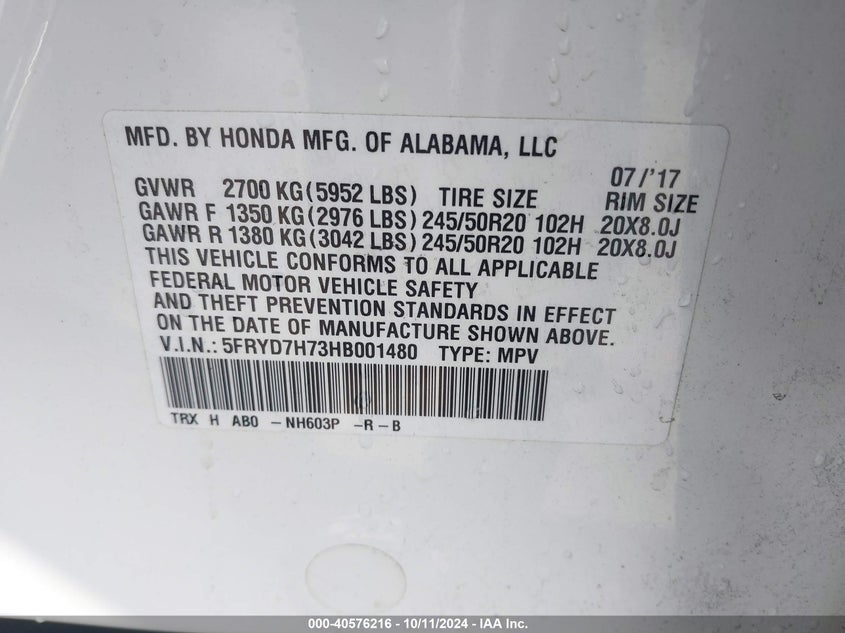 MFD. BY HONDA MFG. OF ALABAMA, LLC
07/'17
GVWR 2700 KG(5952 LBS) TIRE SIZE RIM SIZE
GAWR F 1350 KG(2976 LBS) 245/50R20 102H 20X8.0J
GAWR R 1380 KG(3042 LBS) 245/50R20 102H 20X8.0J
THIS VEHICLE CONFORMS TO ALL APPLICABLE
FEDERAL MOTOR VEHICLE SAFETY
AND THEFT PREVENTION STANDARDS IN EFFECT
ON THE DATE OF MANUFACTURE SHOWN ABOVE.
V.I.N.: 5FRYD7H73HB001480 TYPE: MPV
TRX H AB0 -NH603P -R-B
000-40576216 - 10/11/2024 - IAA Inc.